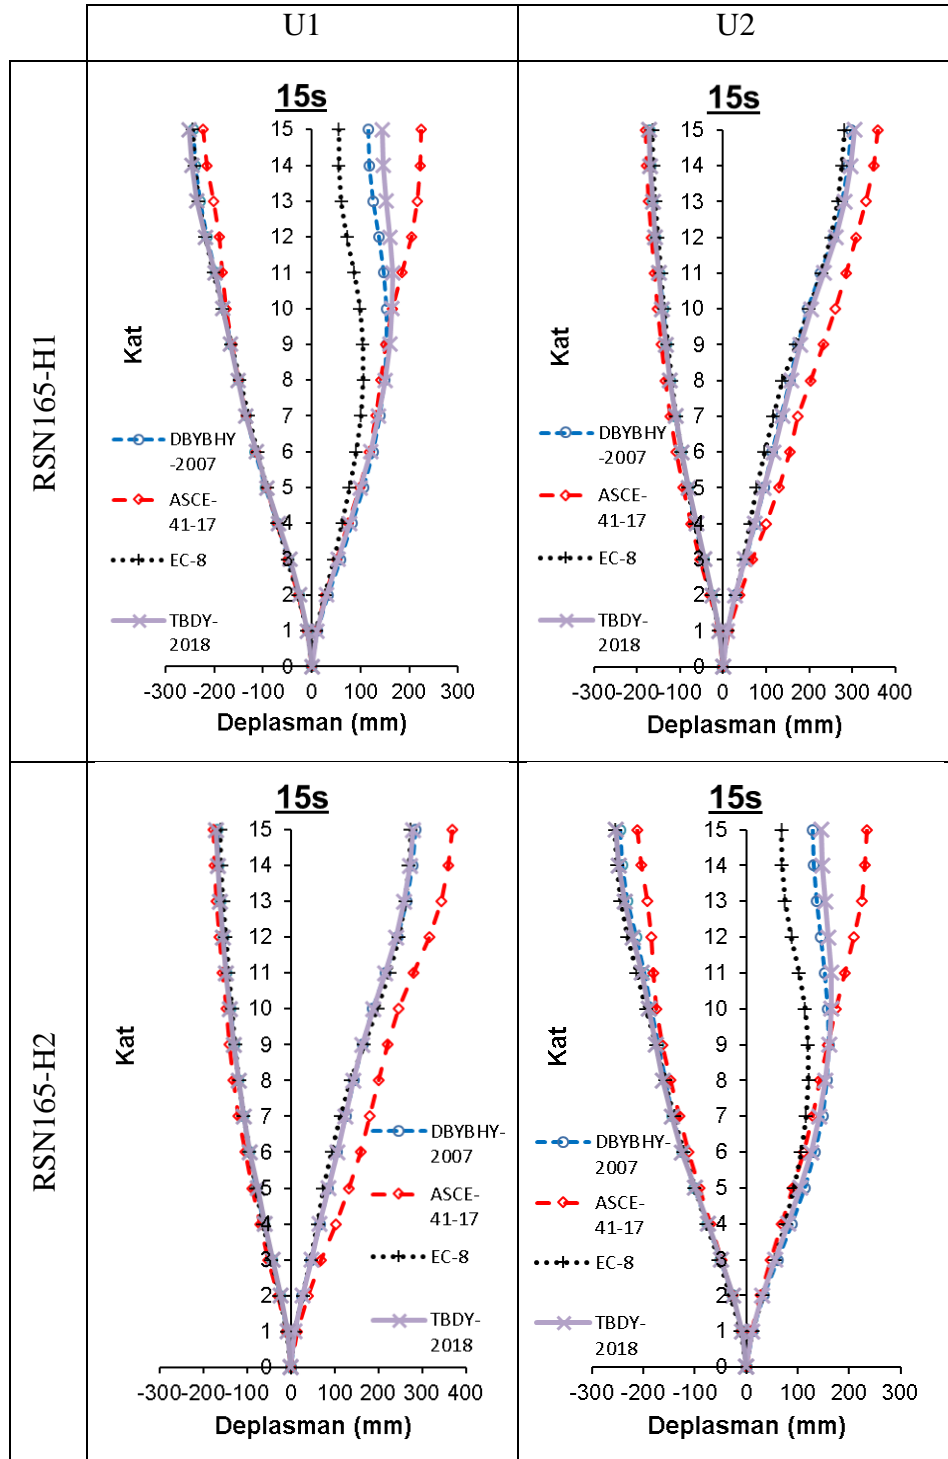 U1
U2
RSN165-H1
15s
15
14
13
12
11
10
9
8
7
6
5
4
3
2
1
0
Kat
DBYBHY
-2007
ASCE-
41-17
EC-8
TBDY-
2018
-300 -200 -100 0 100 200 300
Deplasman (mm)
15s
15
14
13
12
11
10
9
8
7
6
5
4
3
2
1
0
Kat
DBYBHY
-2007
ASCE-
41-17
EC-8
TBDY-
2018
-300-200-100 0 100 200 300 400
Deplasman (mm)
RSN165-H2
15s
15
14
13
12
11
10
9
8
7
6
5
4
3
2
1
0
Kat
DBYBHY-
2007
ASCE-
41-17
EC-8
TBDY-
2018
-300-200-100 0 100 200 300 400
Deplasman (mm)
15s
15
14
13
12
11
10
9
8
7
6
5
4
3
2
1
0
Kat
DBYBHY-
2007
ASCE-
41-17
EC-8
TBDY-
2018
-300 -200 -100 0 100 200 300
Deplasman (mm)